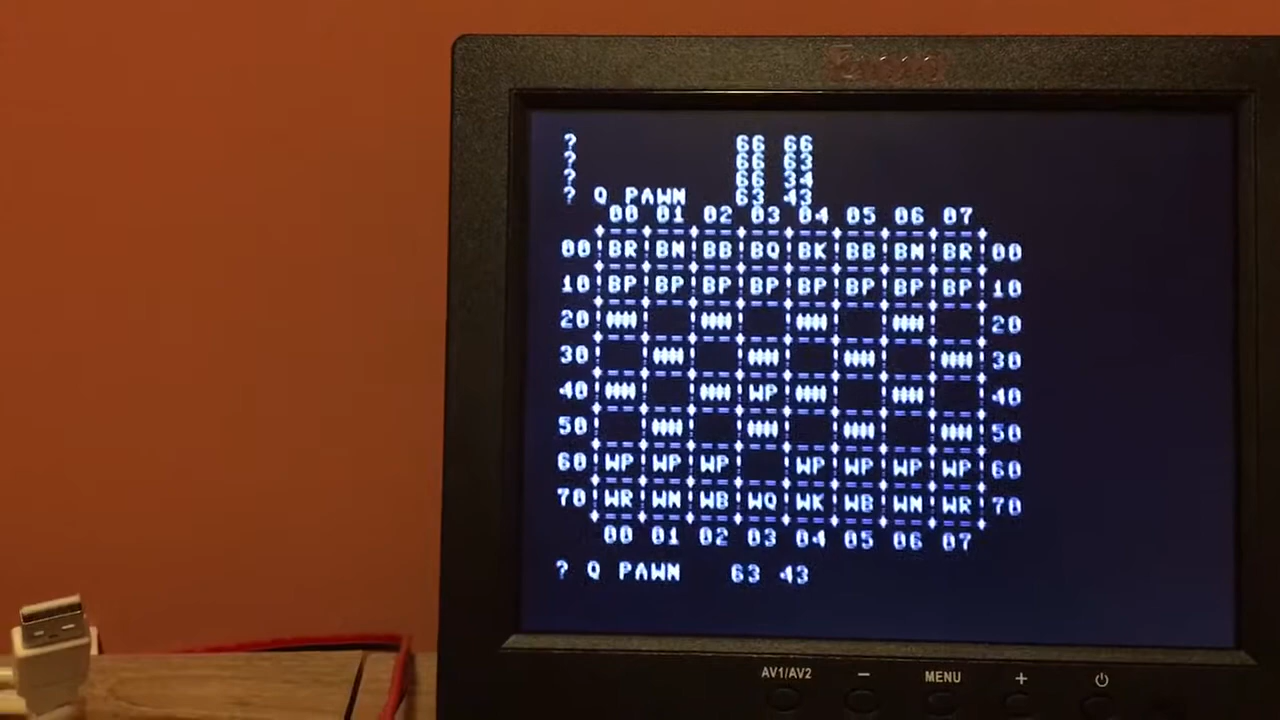 ? 66 66
? 66 63
? 66 34
? Q PAWN 63 43
00 01 02 03 04 05 06 07
00 BR BN BB BQ BK BB BN BR 00
10 BP BP BP BP BP BP BP BP 10
20 20
30 30
40 WP 40
50 50
60 WP WP WP WP WP WP WP 60
70 WR WN WB WQ WK WB WN WR 70
00 01 02 03 04 05 06 07
? Q PAWN 63 43
AV1/AV2 − MENU +